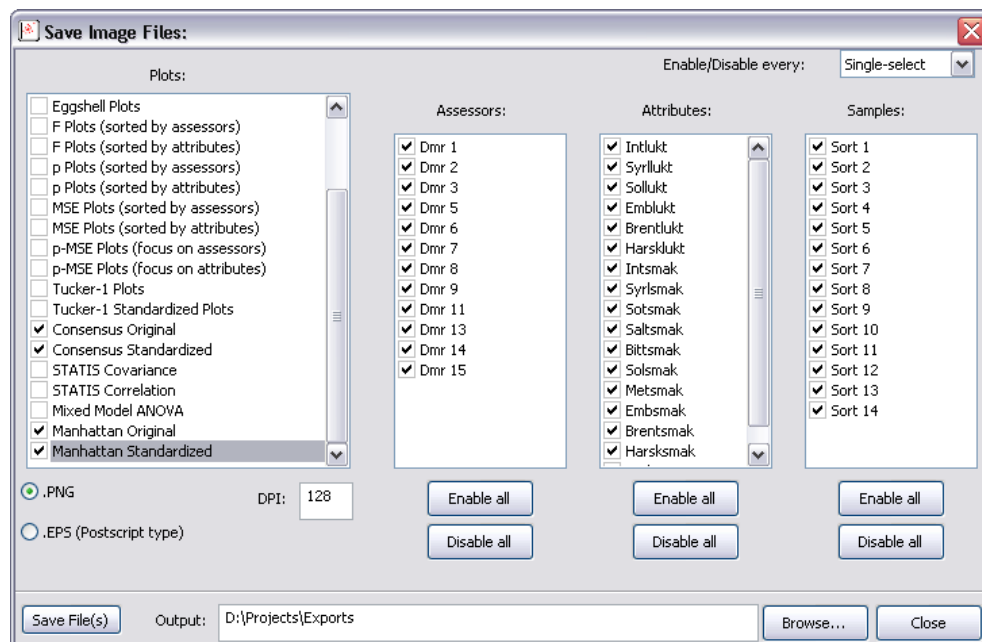 Save Image Files:
Enable/Disable every: Single-select
Plots:
Eggshell Plots
F Plots (sorted by assessors)
F Plots (sorted by attributes)
p Plots (sorted by assessors)
p Plots (sorted by attributes)
MSE Plots (sorted by assessors)
MSE Plots (sorted by attributes)
p-MSE Plots (focus on assessors)
p-MSE Plots (focus on attributes)
Tucker-1 Plots
Tucker-1 Standardized Plots
Consensus Original
Consensus Standardized
STATIS Covariance
STATIS Correlation
Mixed Model ANOVA
Manhattan Original
Manhattan Standardized
Assessors:
Dmr 1
Dmr 2
Dmr 3
Dmr 5
Dmr 6
Dmr 7
Dmr 8
Dmr 9
Dmr 11
Dmr 13
Dmr 14
Dmr 15
Attributes:
Intlukt
Syrllukt
Sollukt
Emblukt
Brentlukt
Harsklukt
Intsmak
Syrlsmak
Sotsmak
Saltsmak
Bittsmak
Solsmak
Metsmak
Embsmak
Brentsmak
Harsksmak
Samples:
Sort 1
Sort 2
Sort 3
Sort 4
Sort 5
Sort 6
Sort 7
Sort 8
Sort 9
Sort 10
Sort 11
Sort 12
Sort 13
Sort 14
.PNG
DPI: 128
.EPS (Postscript type)
Enable all
Disable all
Enable all
Disable all
Enable all
Disable all
Save File(s)
Output: D:\Projects\Exports
Browse...
Close